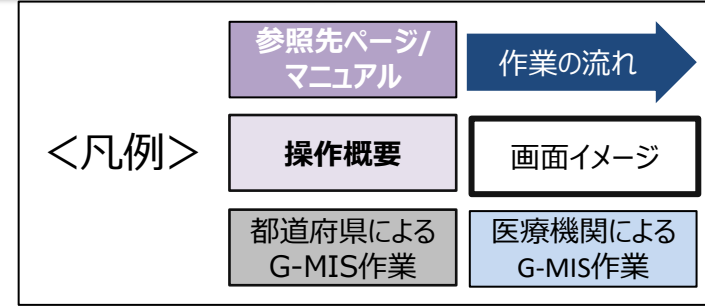 ＜凡例＞
参照先ページ/
マニュアル
作業の流れ
操作概要
画面イメージ
都道府県による
G-MIS作業
医療機関による
G-MIS作業